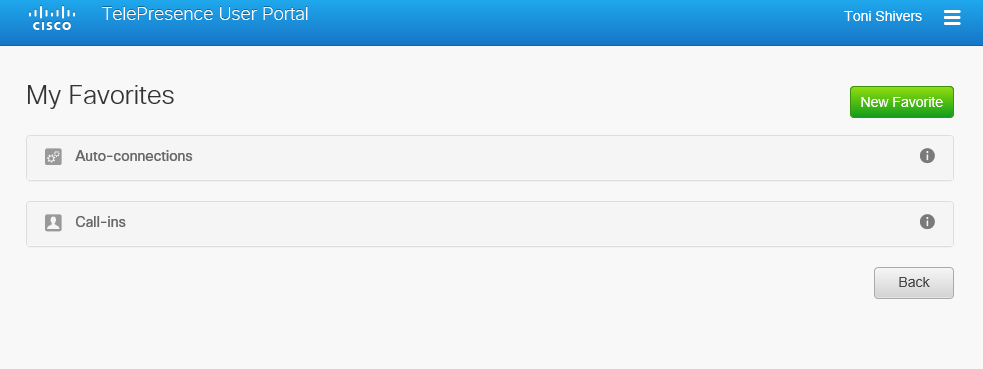 CISCO
TelePresence User Portal
Toni Shivers
My Favorites
New Favorite
Auto-connections
Call-ins
Back